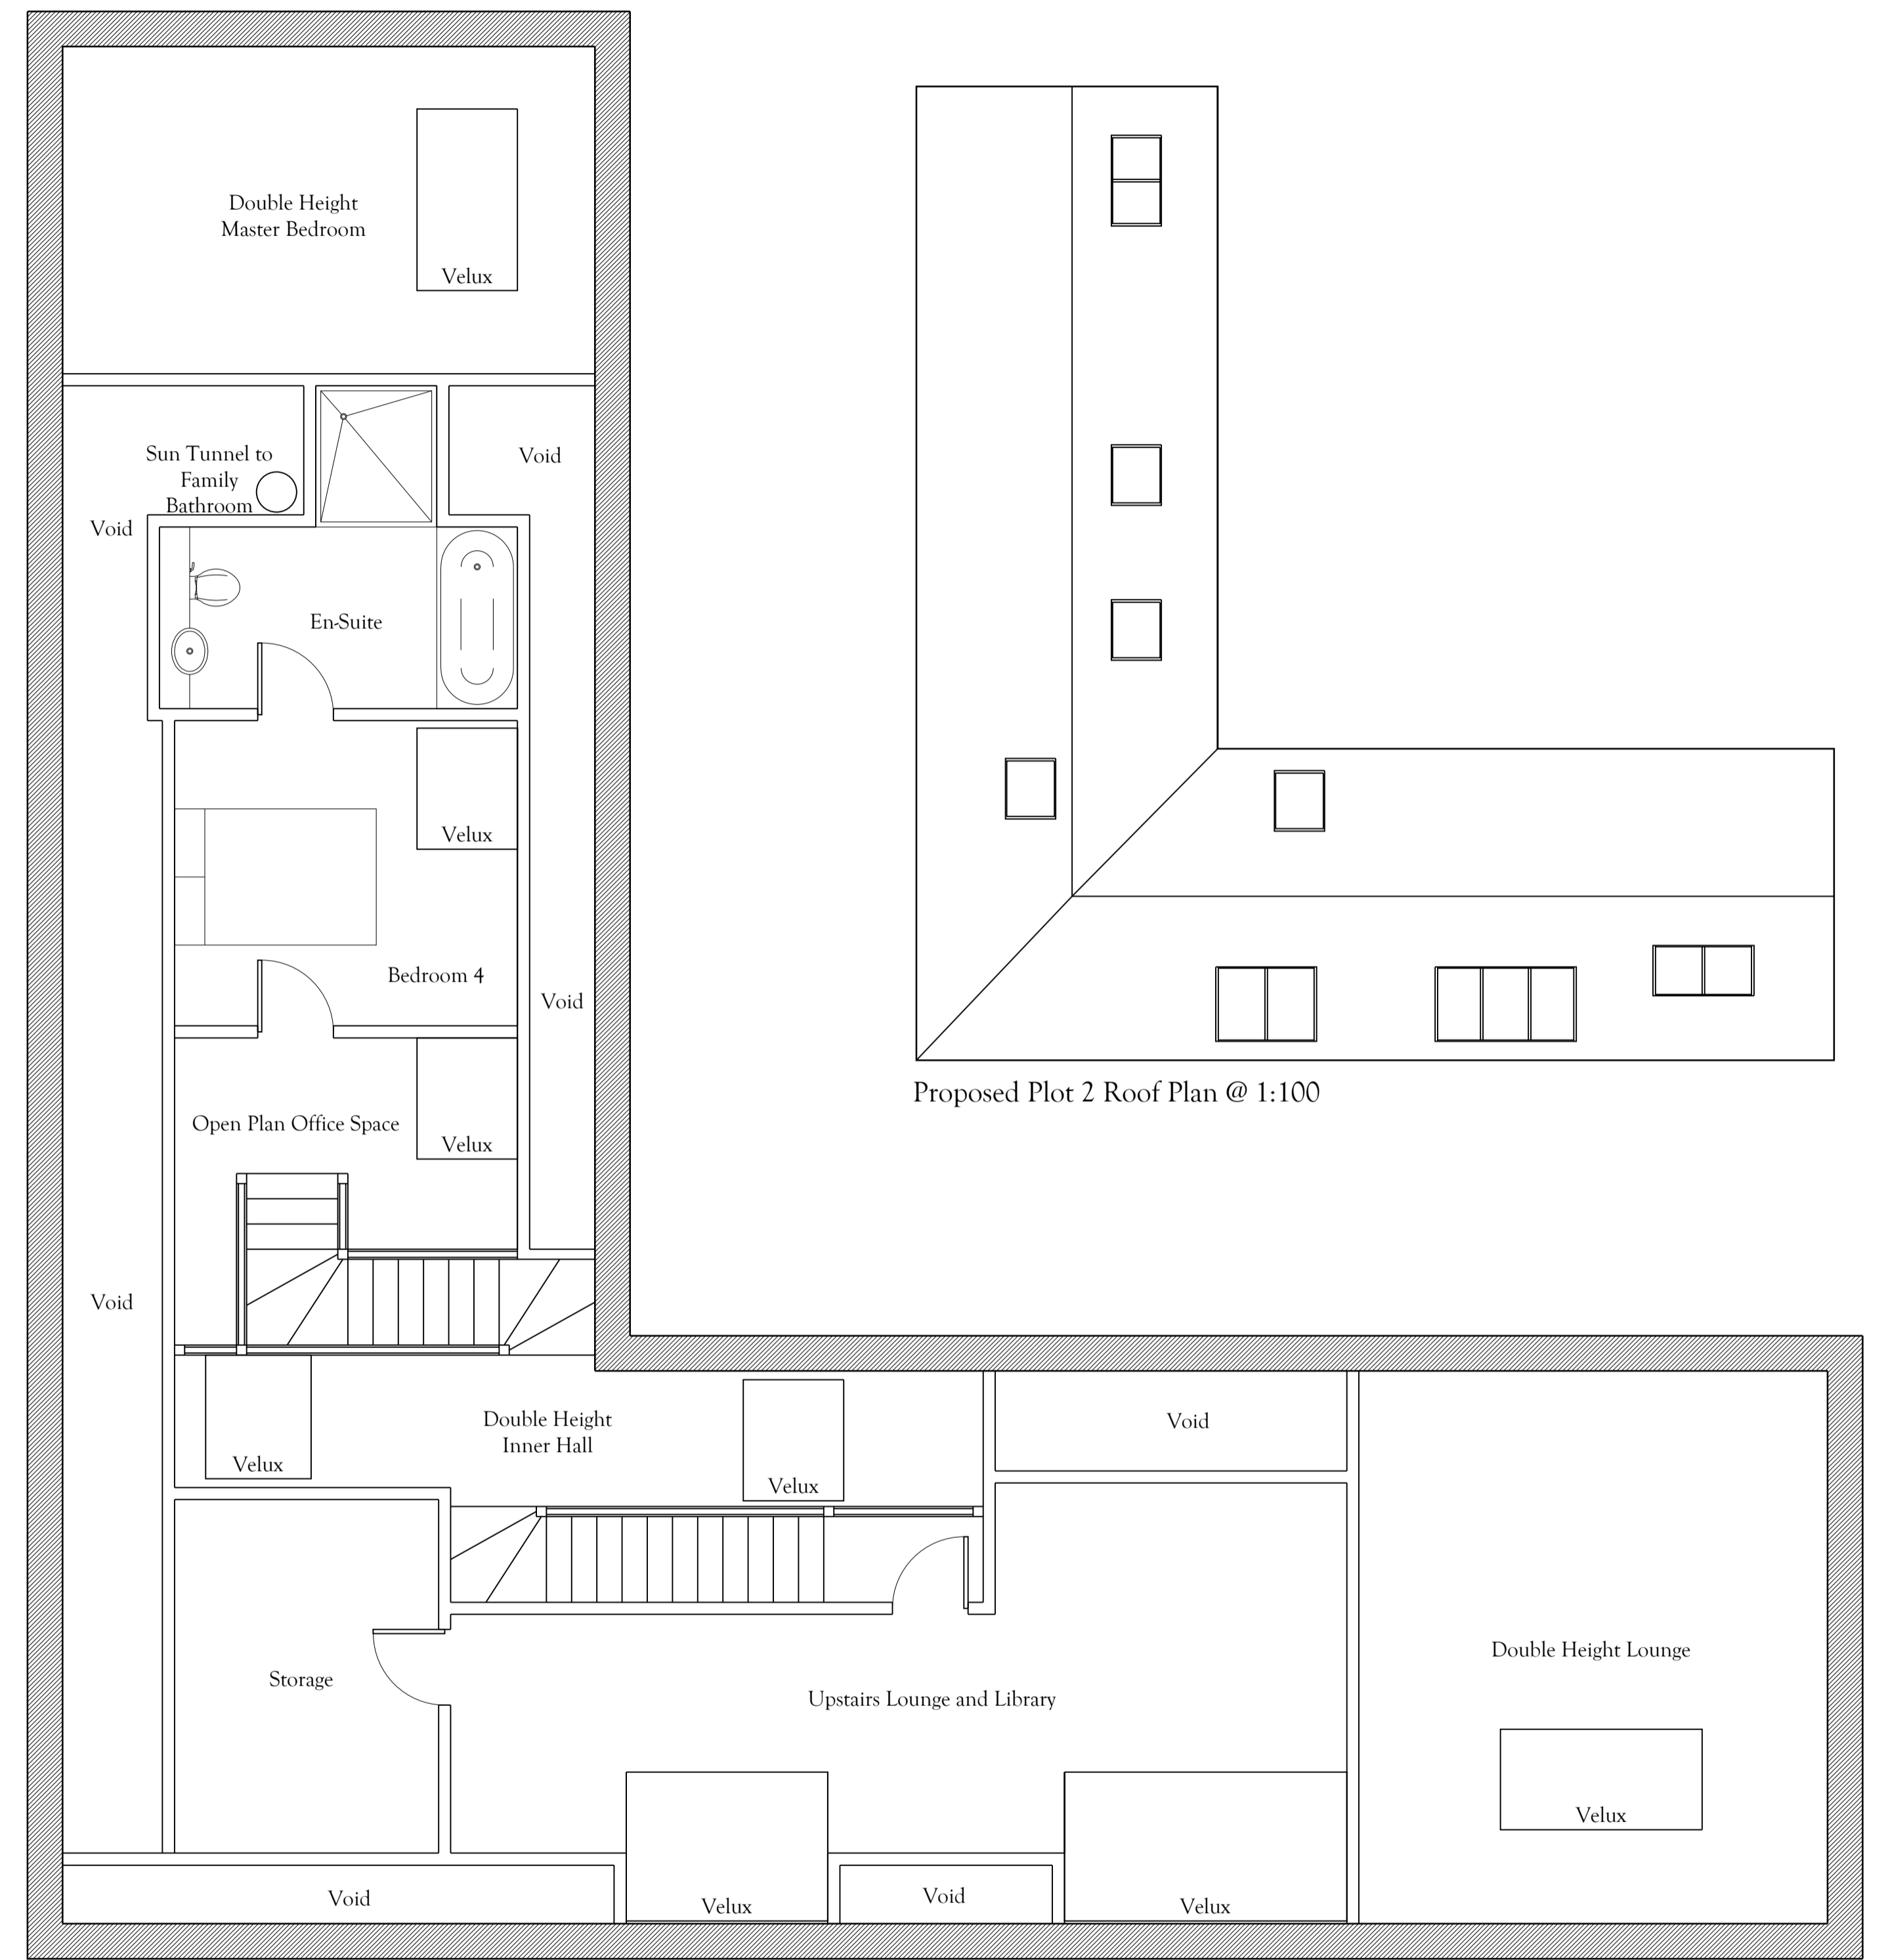 Double Height
Master Bedroom
Velux
Sun Tunnel to
Family
Bathroom
Void
Void
En-Suite
Velux
Bedroom 4
Void
Open Plan Office Space
Velux
Void
Proposed Plot 2 Roof Plan @ 1:100
Double Height
Inner Hall
Velux
Velux
Void
Storage
Upstairs Lounge and Library
Double Height Lounge
Velux
Void
Velux
Void
Velux